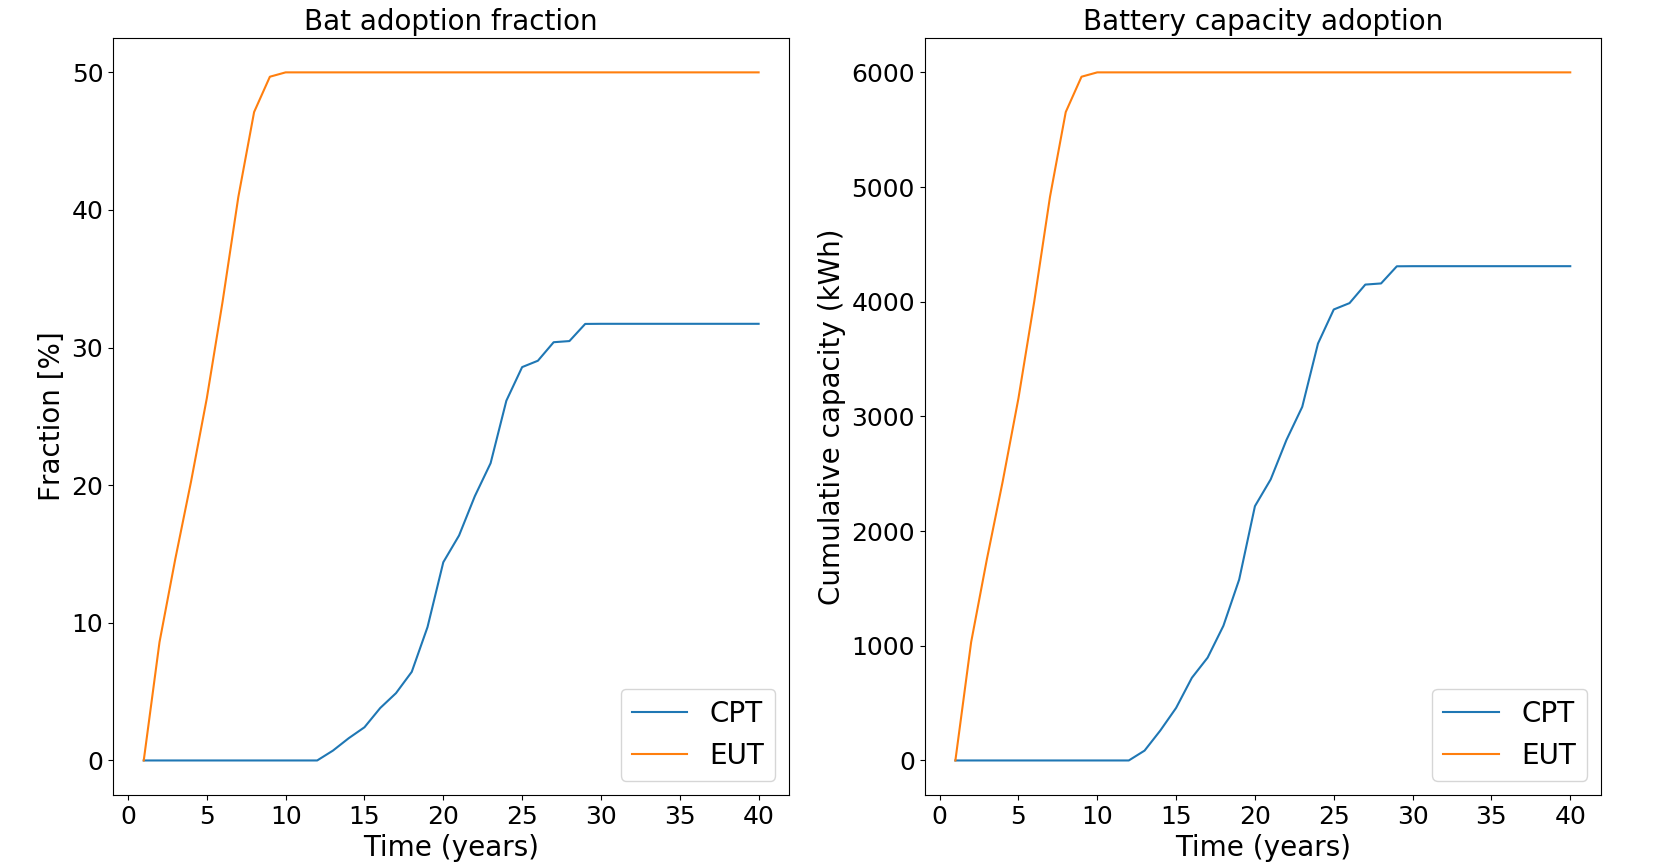 Bat adoption fraction
Fraction [%]
50
40
30
20
10
0
0 5 10 15 20 25 30 35 40
Time (years)
CPT
EUT
Battery capacity adoption
Cumulative capacity (kWh)
6000
5000
4000
3000
2000
1000
0
0 5 10 15 20 25 30 35 40
Time (years)
CPT
EUT